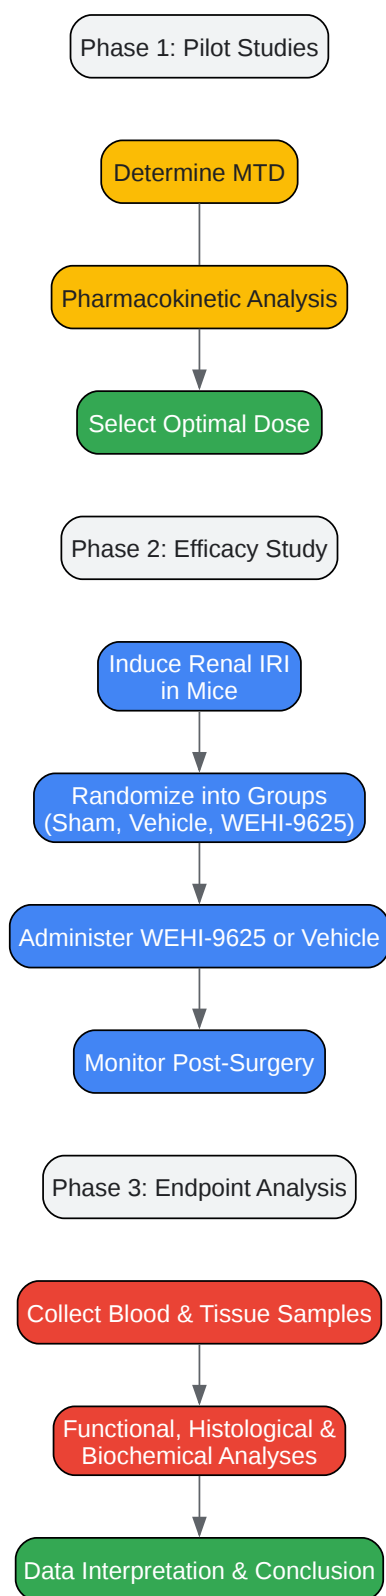 Phase 1: Pilot Studies
Determine MTD
Pharmacokinetic Analysis
Select Optimal Dose
Phase 2: Efficacy Study
Induce Renal IRI
in Mice
Randomize into Groups
(Sham, Vehicle, WEHI-9625)
Administer WEHI-9625 or Vehicle
Monitor Post-Surgery
Phase 3: Endpoint Analysis
Collect Blood & Tissue Samples
Functional, Histological &
Biochemical Analyses
Data Interpretation & Conclusion